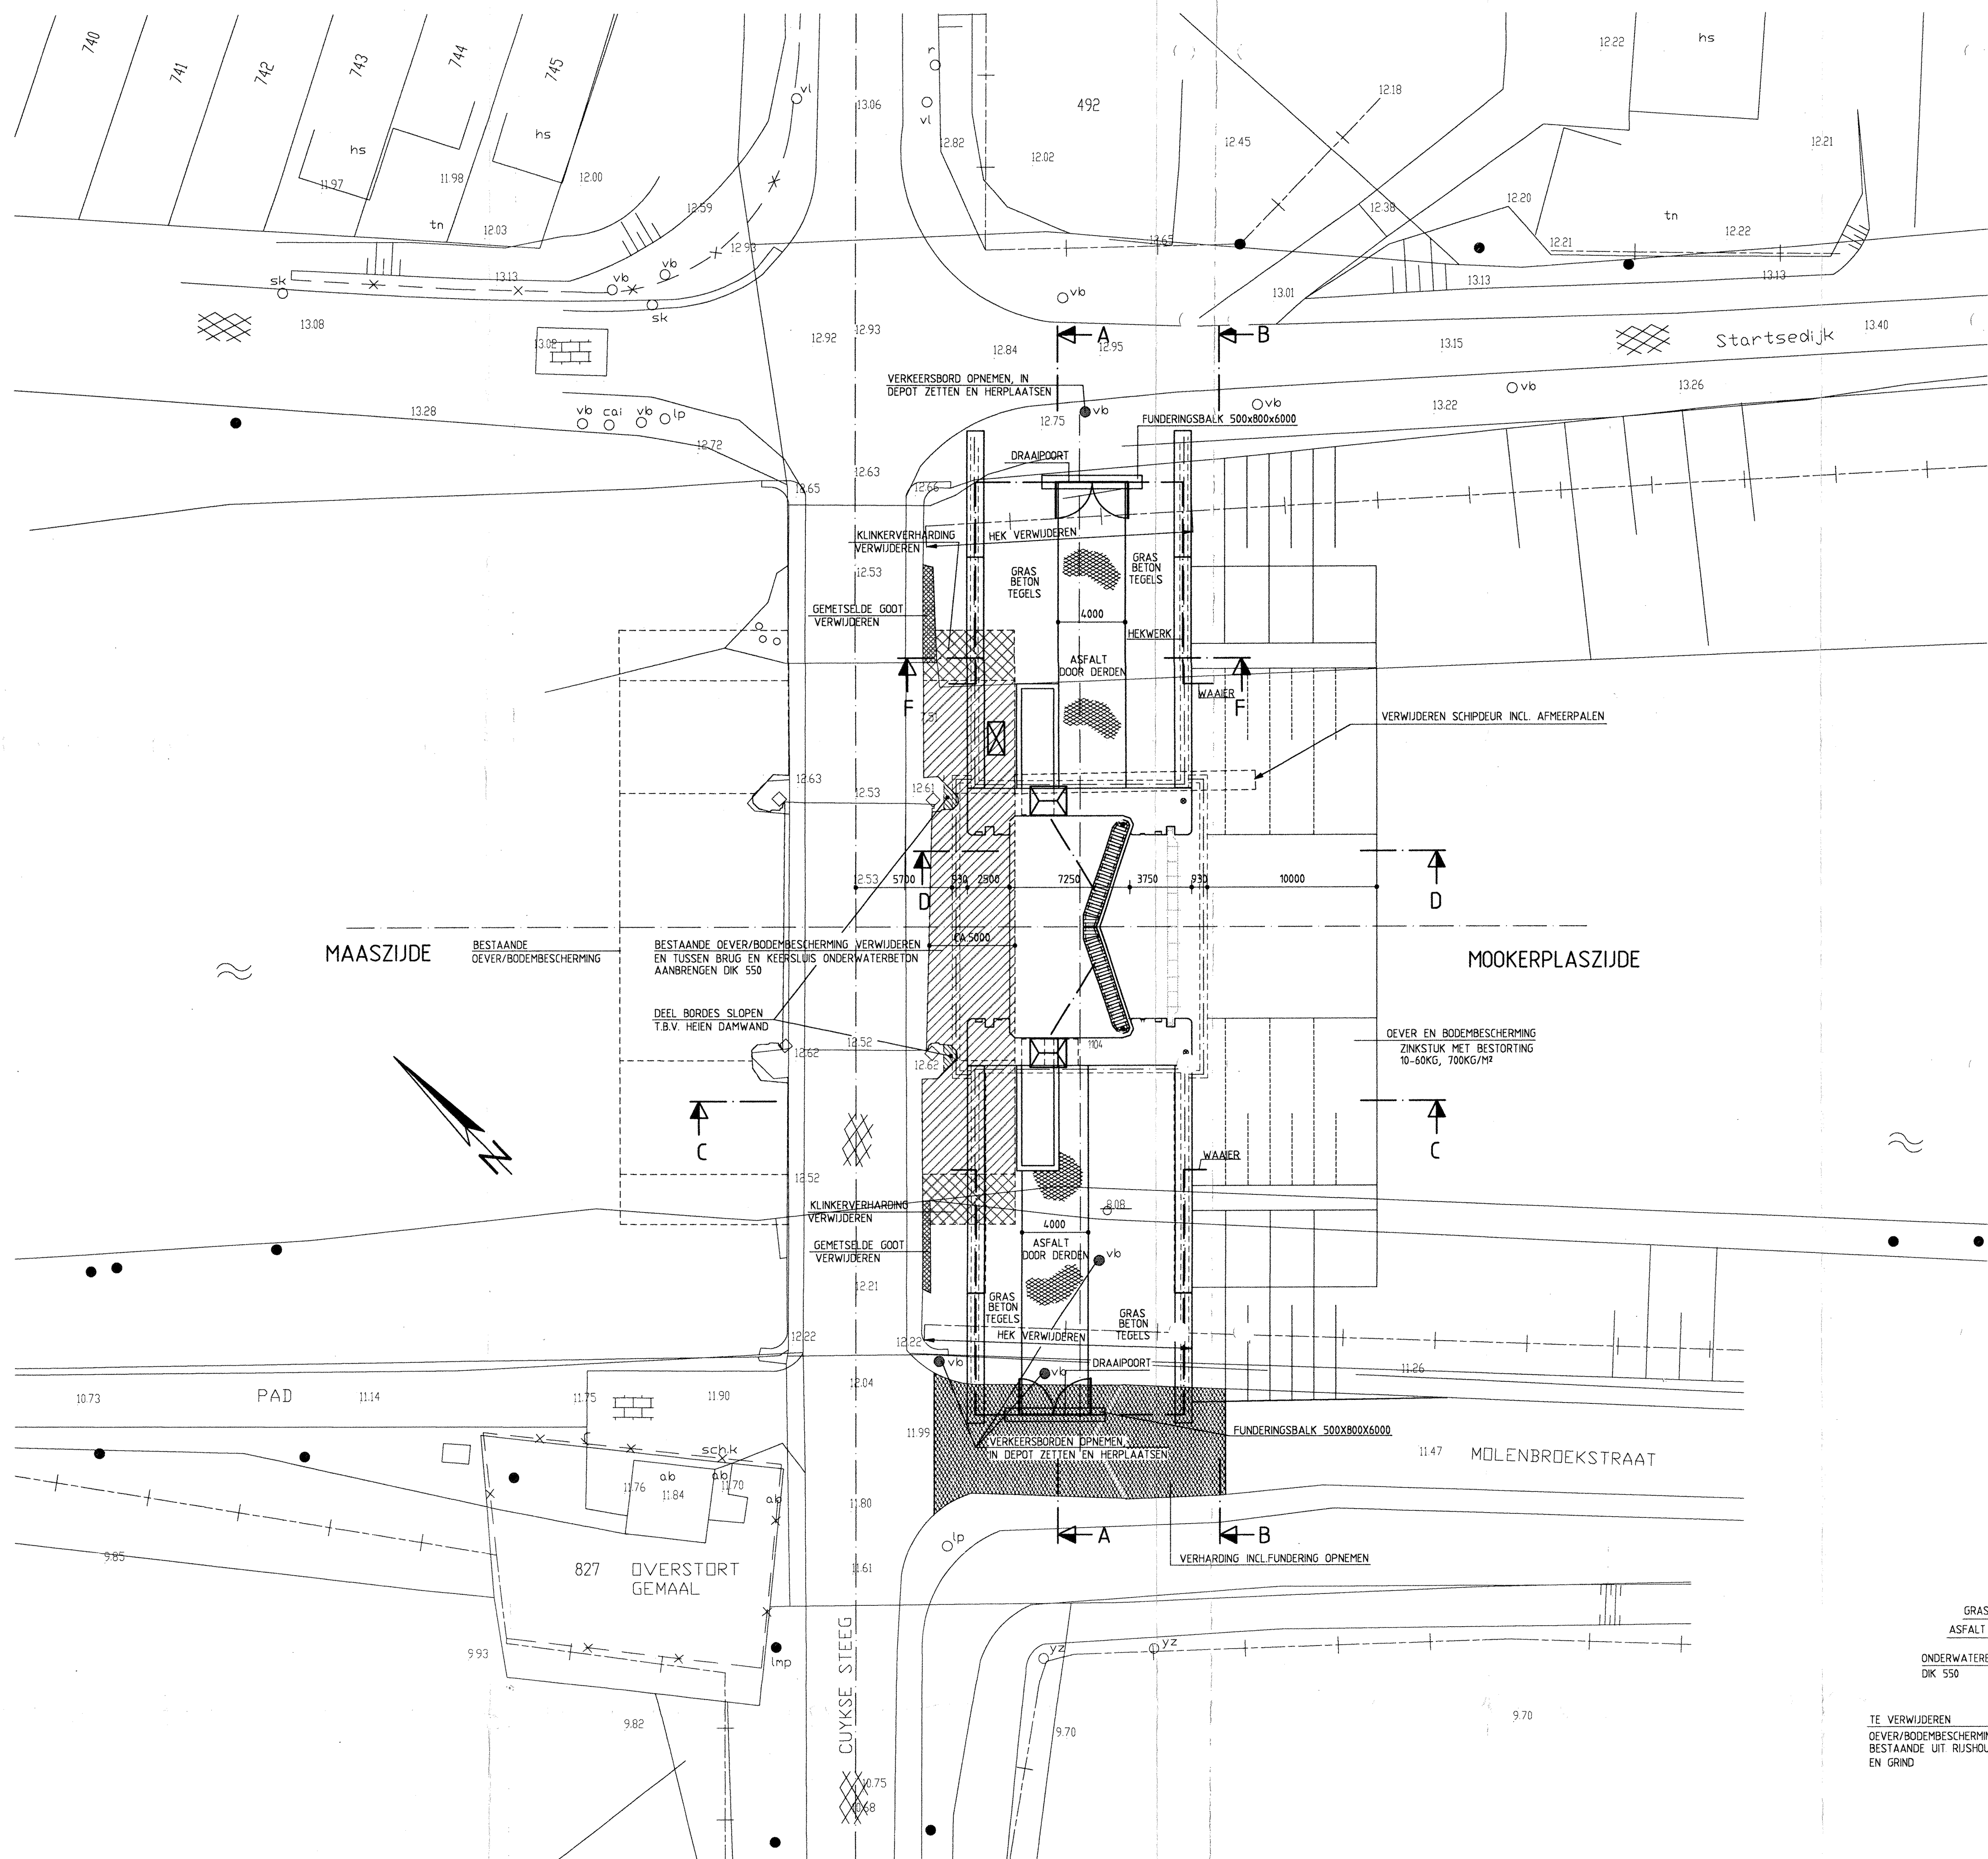 740
741
742
743
744
745
hs
hs
11.97
11.98
12.00
tn
12.03
12.59
12.93
vl
13.06
r
vl
12.82
492
12.02
12.45
12.18
12.22
hs
12.21
12.38
12.20
tn
12.21
12.22
12.65
13.13
13.13
13.13
vb
vb
sk
sk
13.08
13.02
vb
13.01
12.92
12.93
12.84
12.95
A
B
13.15
Startsedijk
13.40
VERKEERSBORD OPNEMEN, IN
DEPOT ZETTEN EN HERPLAATSEN
vb
12.75
vb
vb
13.26
13.22
FUNDERINGSBALK 500x800x6000
13.28
vb
cai
vb
lp
12.72
DRAAIPOORT
12.63
12.65
12.66
KLINKERVERHARDING
VERWIJDEREN
HEK VERWIJDEREN
12.53
GRAS
BETON
TEGELS
GRAS
BETON
TEGELS
GEMETSELDE GOOT
VERWIJDEREN
4000
HEKWERK
ASFALT
DOOR DERDEN
F
F
WAAIER
7.51
VERWIJDEREN SCHIPDEUR INCL. AFMEERPALEN
12.63
12.53
12.61
12.53
5700
930
2500
7250
3750
930
10000
D
D
MAASZIJDE
BESTAANDE
OEVER/BODEMBESCHERMING
BESTAANDE OEVER/BODEMBESCHERMING VERWIJDEREN
EN TUSSEN BRUG EN KEERSLUIS ONDERWATERBETON
AANBRENGEN DIK 550
CA.5000
MOOKERPLASZIJDE
DEEL BORDES SLOPEN
T.B.V. HEIEN DAMWAND
12.62
12.52
12.62
1104
OEVER EN BODEMBESCHERMING
ZINKSTUK MET BESTORTING
10-60KG, 700KG/M²
N
C
C
12.52
WAAIER
KLINKERVERHARDING
VERWIJDEREN
8.08
4000
GEMETSELDE GOOT
VERWIJDEREN
ASFALT
DOOR DERDEN
vb
12.21
GRAS
BETON
TEGELS
GRAS
BETON
TEGELS
12.22
12.22
HEK VERWIJDEREN
vb
vb
DRAAIPOORT
11.26
10.73
PAD
11.14
11.75
11.90
12.04
11.99
FUNDERINGSBALK 500X800X6000
VERKEERSBORDEN OPNEMEN,
IN DEPOT ZETTEN EN HERPLAATSEN
11.47
MOLENBROEKSTRAAT
sch.k
ab
ab
11.76
11.84
11.70
ab
11.80
A
B
lp
VERHARDING INCL.FUNDERING OPNEMEN
9.85
827
OVERSTORT
GEMAAL
11.61
9.93
lmp
CUYKSE STEEG
yz
yz
9.82
9.70
9.70
10.75
10.68
GRAS
ASFALT
ONDERWATERB
DIK 550
TE VERWIJDEREN
OEVER/BODEMBESCHERMIN
BESTAANDE UIT RIJSHOU
EN GRIND